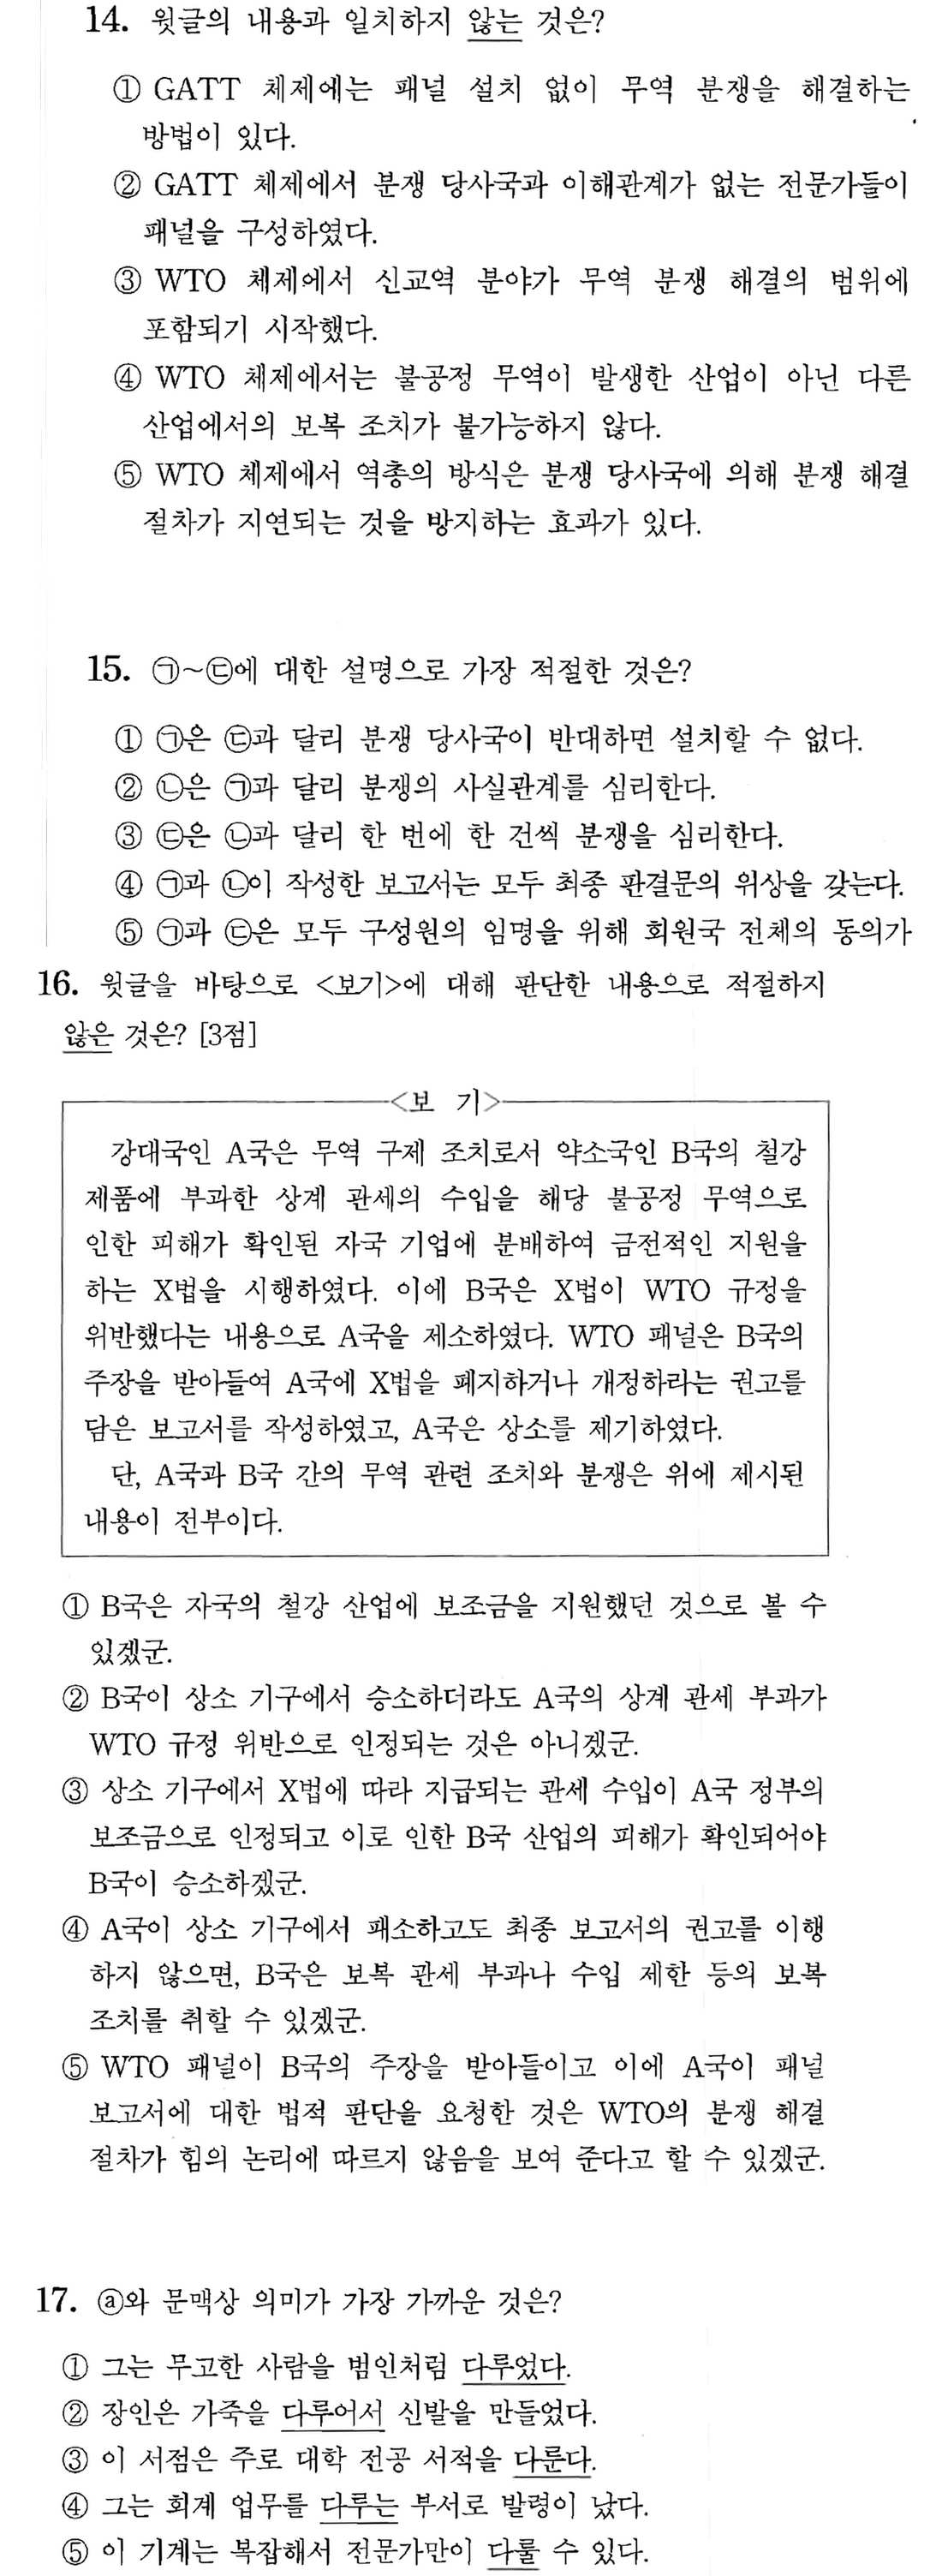 14. 윗글의 내용과 일치하지 않는 것은?
① GATT 체제에는 패널 설치 없이 무역 분쟁을 해결하는
방법이 있다.
② GATT 체제에서 분쟁 당사국과 이해관계가 없는 전문가들이
패널을 구성하였다.
③ WTO 체제에서 신교역 분야가 무역 분쟁 해결의 범위에
포함되기 시작했다.
④ WTO 체제에서는 불공정 무역이 발생한 산업이 아닌 다른
산업에서의 보복 조치가 불가능하지 않다.
⑤ WTO 체제에서 역총의 방식은 분쟁 당사국에 의해 분쟁 해결
절차가 지연되는 것을 방지하는 효과가 있다.
15. ㉠~㉢에 대한 설명으로 가장 적절한 것은?
① ㉠은 ㉢과 달리 분쟁 당사국이 반대하면 설치할 수 없다.
② ㉡은 ㉠과 달리 분쟁의 사실관계를 심리한다.
③ ㉢은 ㉡과 달리 한 번에 한 건씩 분쟁을 심리한다.
④ ㉠과 ㉡이 작성한 보고서는 모두 최종 판결문의 위상을 갖는다.
⑤ ㉠과 ㉢은 모두 구성원의 임명을 위해 회원국 전체의 동의가
16. 윗글을 바탕으로 <보기>에 대해 판단한 내용으로 적절하지
않은 것은? [3점]
<보 기>
강대국인 A국은 무역 구제 조치로서 약소국인 B국의 철강
제품에 부과한 상계 관세의 수입을 해당 불공정 무역으로
인한 피해가 확인된 자국 기업에 분배하여 금전적인 지원을
하는 X법을 시행하였다. 이에 B국은 X법이 WTO 규정을
위반했다는 내용으로 A국을 제소하였다. WTO 패널은 B국의
주장을 받아들여 A국에 X법을 폐지하거나 개정하라는 권고를
담은 보고서를 작성하였고, A국은 상소를 제기하였다.
단, A국과 B국 간의 무역 관련 조치와 분쟁은 위에 제시된
내용이 전부이다.
① B국은 자국의 철강 산업에 보조금을 지원했던 것으로 볼 수
있겠군.
② B국이 상소 기구에서 승소하더라도 A국의 상계 관세 부과가
WTO 규정 위반으로 인정되는 것은 아니겠군.
③ 상소 기구에서 X법에 따라 지급되는 관세 수입이 A국 정부의
보조금으로 인정되고 이로 인한 B국 산업의 피해가 확인되어야
B국이 승소하겠군.
④ A국이 상소 기구에서 패소하고도 최종 보고서의 권고를 이행
하지 않으면, B국은 보복 관세 부과나 수입 제한 등의 보복
조치를 취할 수 있겠군.
⑤ WTO 패널이 B국의 주장을 받아들이고 이에 A국이 패널
보고서에 대한 법적 판단을 요청한 것은 WTO의 분쟁 해결
절차가 힘의 논리에 따르지 않음을 보여 준다고 할 수 있겠군.
17. ⓐ와 문맥상 의미가 가장 가까운 것은?
① 그는 무고한 사람을 범인처럼 다루었다.
② 장인은 가죽을 다루어서 신발을 만들었다.
③ 이 서점은 주로 대학 전공 서적을 다룬다.
④ 그는 회계 업무를 다루는 부서로 발령이 났다.
⑤ 이 기계는 복잡해서 전문가만이 다룰 수 있다.